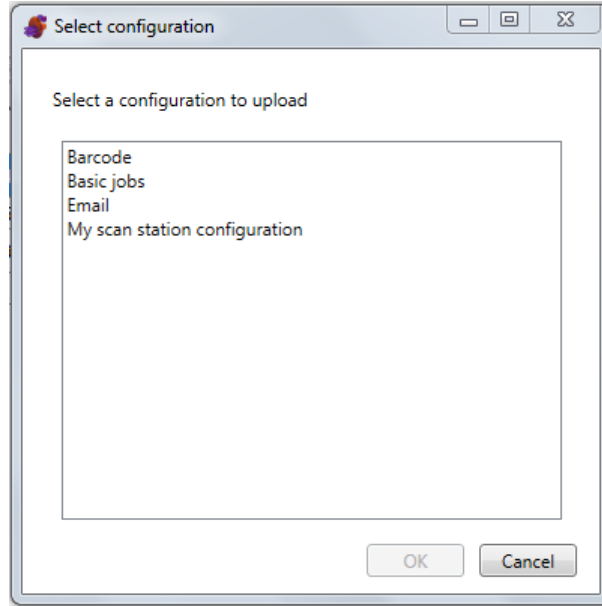 Select configuration
Select a configuration to upload
Barcode
Basic jobs
Email
My scan station configuration
OK
Cancel